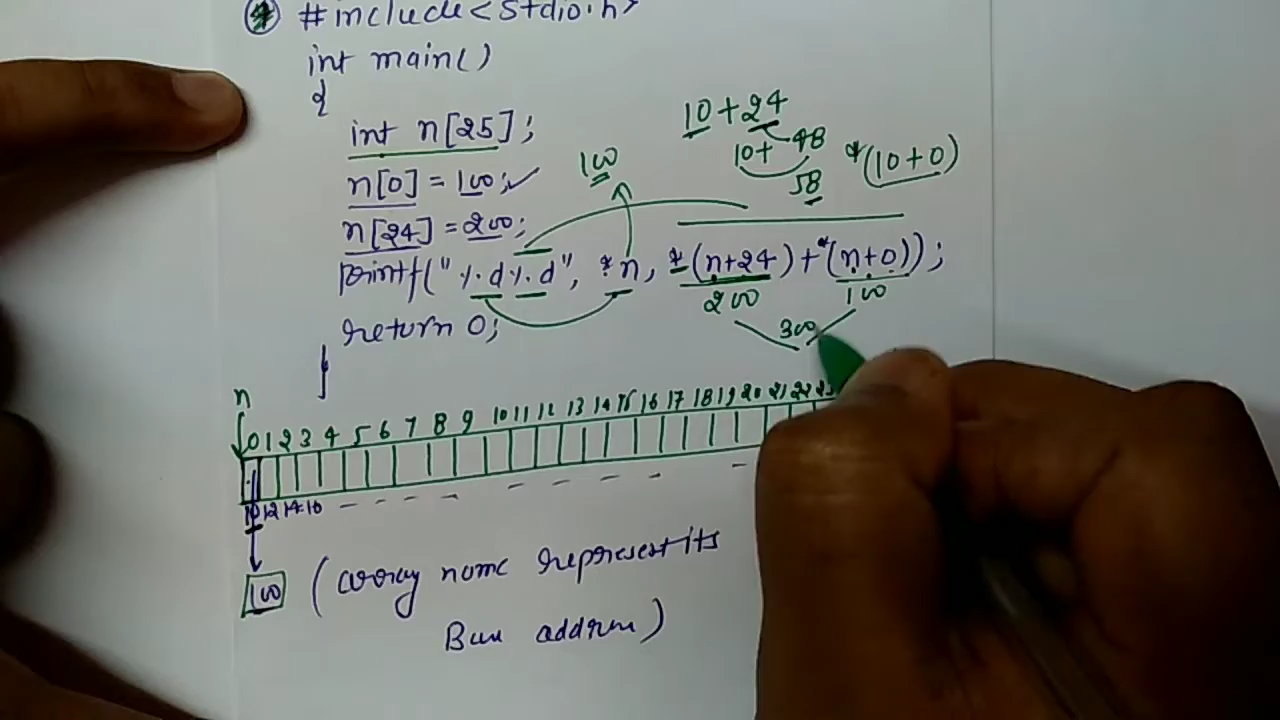 #include<stdio.h>
int main()
{
int n[25];
n[0] = 100;
n[24] = 200;
printf("%d%d", *n, *(n+24)+*(n+0));
return 0;
}
10+24
48
10+
58
*(10+0)
100
200
100
300
n
0 1 2 3 4 5 6 7 8 9 10 11 12 13 14 15 16 17 18 19 20 21 22 23
10 12 14 16
100
(array name represent its
Base address)